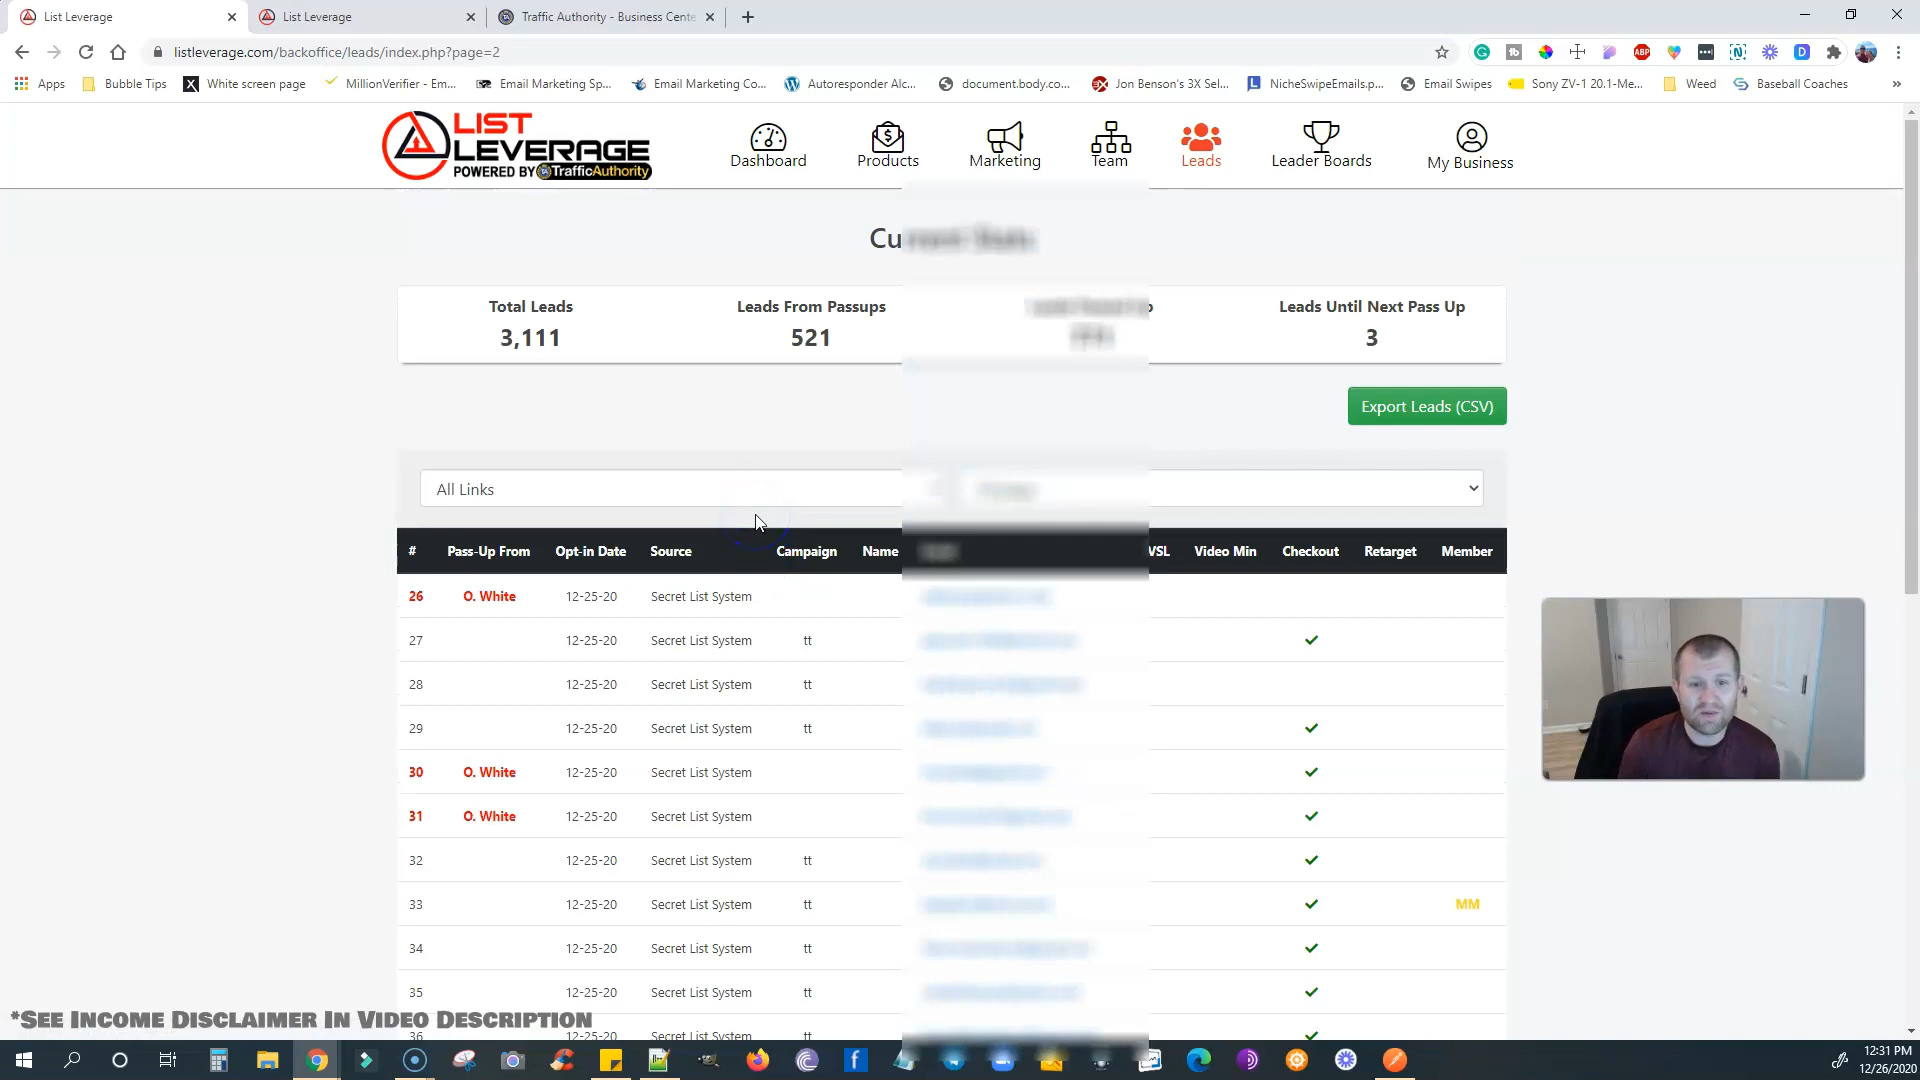 List Leverage
List Leverage
Traffic Authority - Business Cente
listleverage.com/backoffice/leads/index.php?page=2
Apps
Bubble Tips
White screen page
MillionVerifier - Em...
Email Marketing Sp...
Email Marketing Co...
Autoresponder Alc...
document.body.co...
Jon Benson's 3X Sel...
NicheSwipeEmails.p...
Email Swipes
Sony ZV-1 20.1-Me...
Weed
Baseball Coaches
LIST
LEVERAGE
POWERED BY TrafficAuthority
Dashboard
Products
Marketing
Team
Leads
Leader Boards
My Business
Cu
Total Leads
3,111
Leads From Passups
521
Leads Until Next Pass Up
3
Export Leads (CSV)
All Links
# Pass-Up From Opt-in Date Source Campaign Name VSL Video Min Checkout Retarget Member
26 O. White 12-25-20 Secret List System
27 12-25-20 Secret List System tt
28 12-25-20 Secret List System tt
29 12-25-20 Secret List System tt
30 O. White 12-25-20 Secret List System
31 O. White 12-25-20 Secret List System
32 12-25-20 Secret List System tt
33 12-25-20 Secret List System tt MM
34 12-25-20 Secret List System tt
35 12-25-20 Secret List System tt
36 12-25-20 Secret List System tt
*See Income Disclaimer In Video Description
12:31 PM
12/26/2020